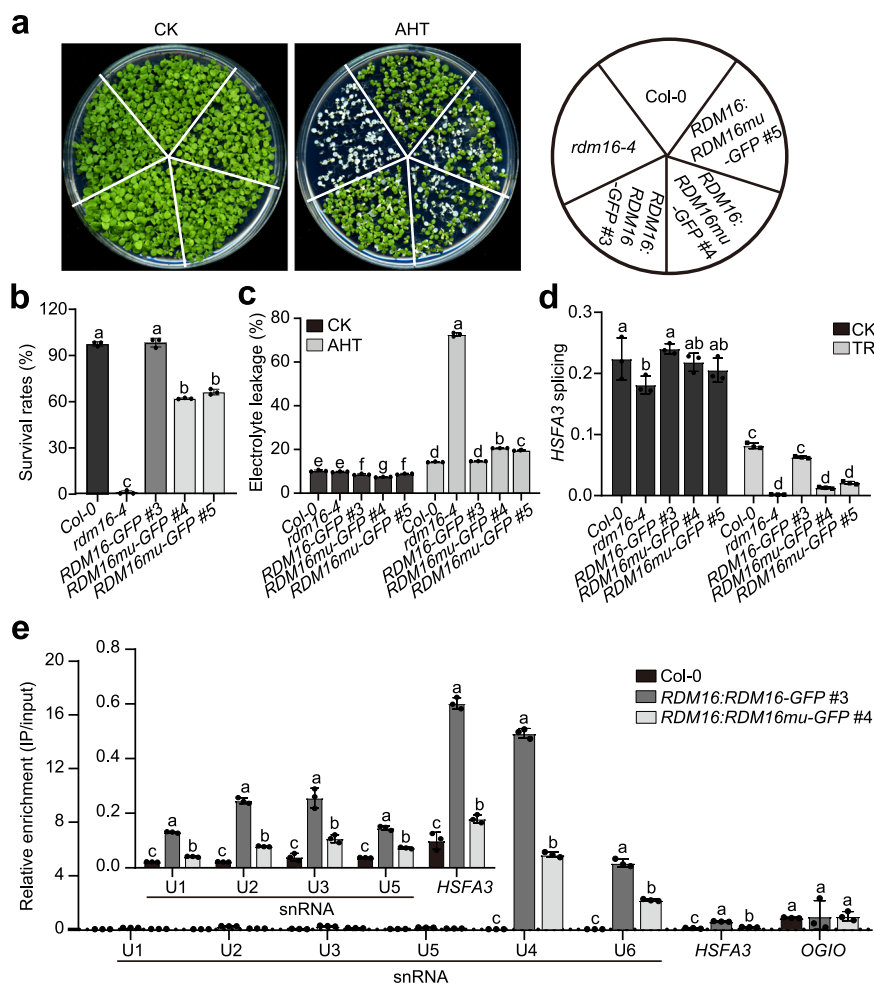 a
CK
AHT
Col-0
rdm16-4
RDM16:
RDM16mu
-GFP #5
RDM16:
RDM16mu
-GFP #4
RDM16:
RDM16
-GFP #3
b
Survival rates (%)
120
90
60
30
0
a
c
a
b
b
Col-0
rdm16-4
RDM16-GFP #3
RDM16mu-GFP #4
RDM16mu-GFP #5
c
CK
AHT
Electrolyte leakage (%)
80
60
40
20
0
e e f g f d a d b c
Col-0
rdm16-4
RDM16-GFP #3
RDM16mu-GFP #4
RDM16mu-GFP #5
Col-0
rdm16-4
RDM16-GFP #3
RDM16mu-GFP #4
RDM16mu-GFP #5
d
CK
TR
HSFA3 splicing
0.3
0.2
0.1
0.0
a b a ab ab c d c d d
Col-0
rdm16-4
RDM16-GFP #3
RDM16mu-GFP #4
RDM16mu-GFP #5
Col-0
rdm16-4
RDM16-GFP #3
RDM16mu-GFP #4
RDM16mu-GFP #5
e
Relative enrichment (IP/input)
20
16
12
8
4
0
0.8
0.6
0.4
0.2
0.0
c a b c a b c a b c a b c a b
U1 U2 U3 U5 HSFA3
snRNA
Col-0
RDM16:RDM16-GFP #3
RDM16:RDM16mu-GFP #4
c a b c a b c a b a a a
U1 U2 U3 U5 U4 U6 HSFA3 OGIO
snRNA